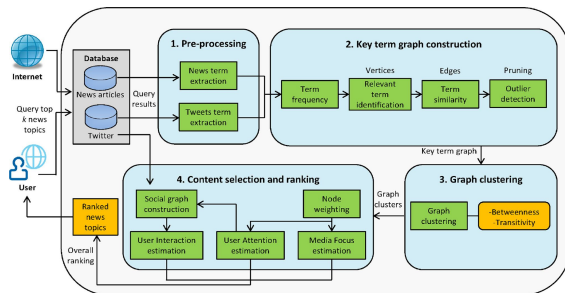 Internet
Query top
k news
topics
User
Database
News articles
Twitter
Query
results
1. Pre-processing
News term
extraction
Tweets term
extraction
2. Key term graph construction
Vertices
Edges
Pruning
Term
frequency
Relevant
term
identification
Term
similarity
Outlier
detection
Key term graph
3. Graph clustering
Graph
clustering
-Betweenness
-Transitivity
Graph
clusters
4. Content selection and ranking
Social graph
construction
Node
weighting
User Interaction
estimation
User Attention
estimation
Media Focus
estimation
Ranked
news
topics
Overall
ranking